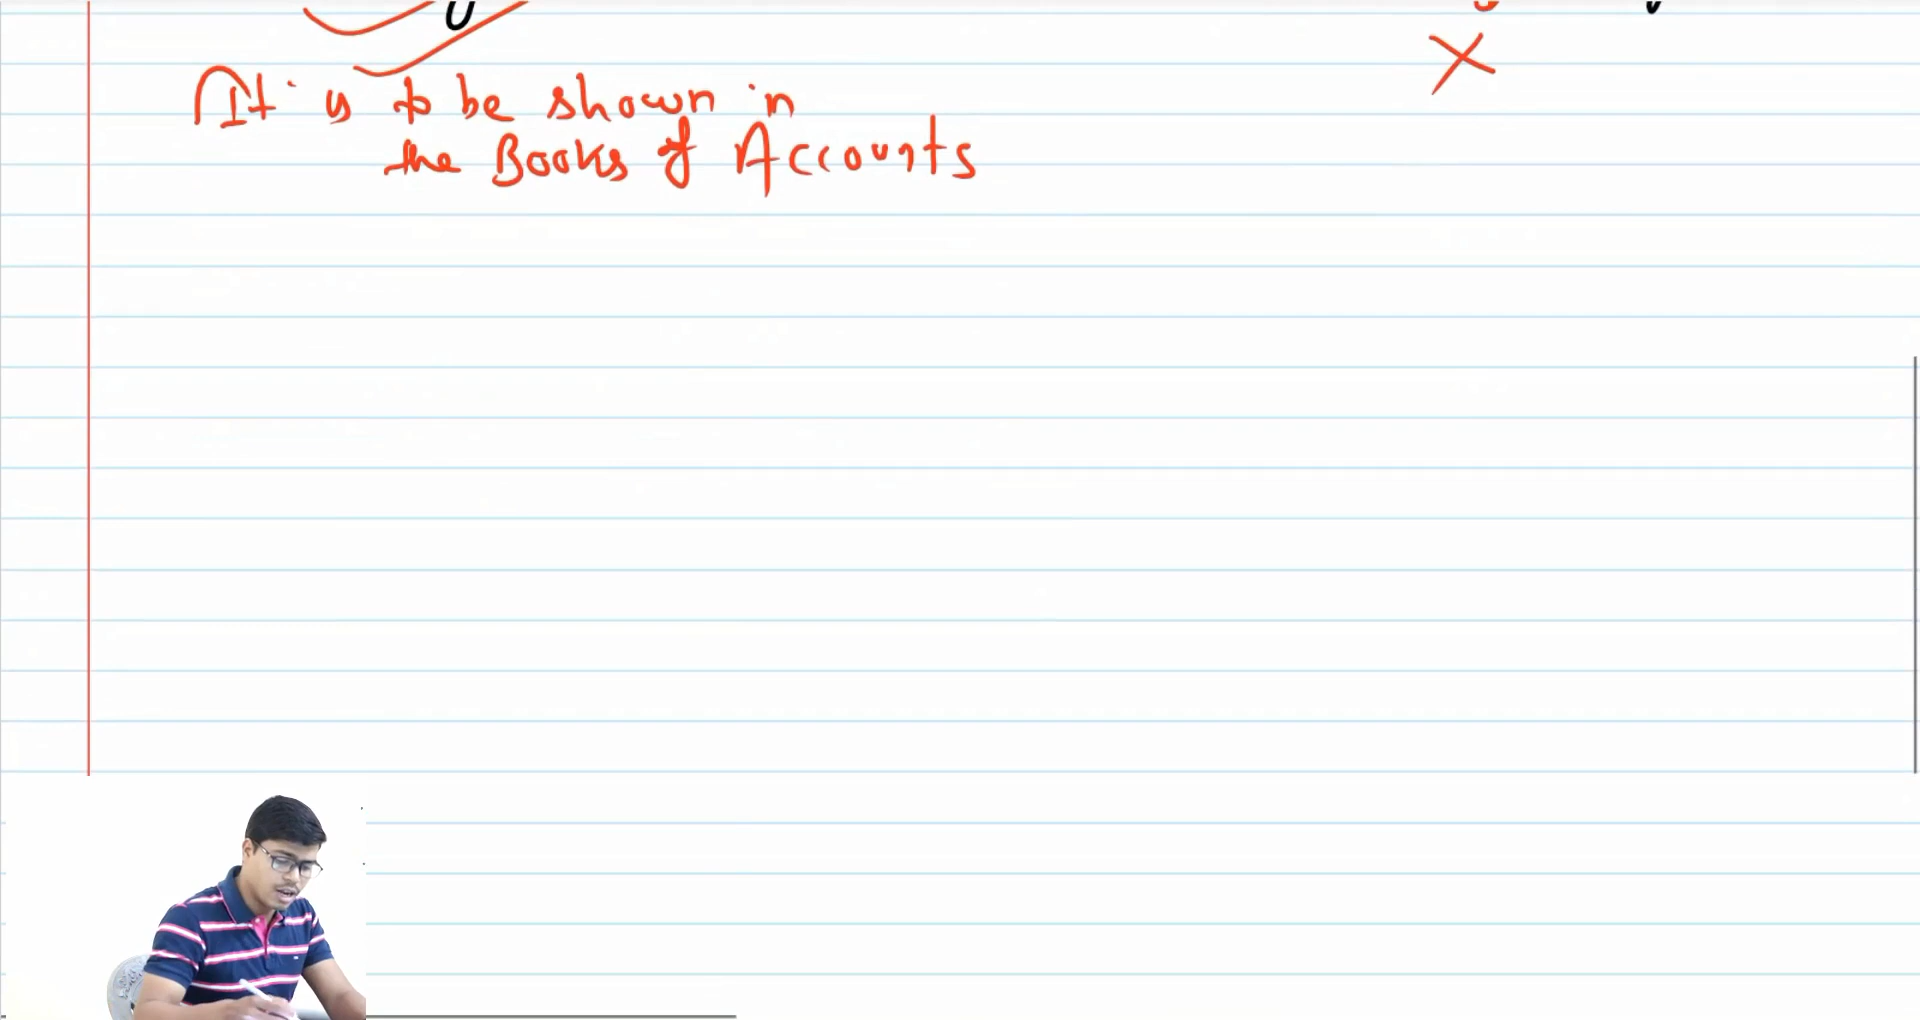 It is to be shown in
the Books of Accounts